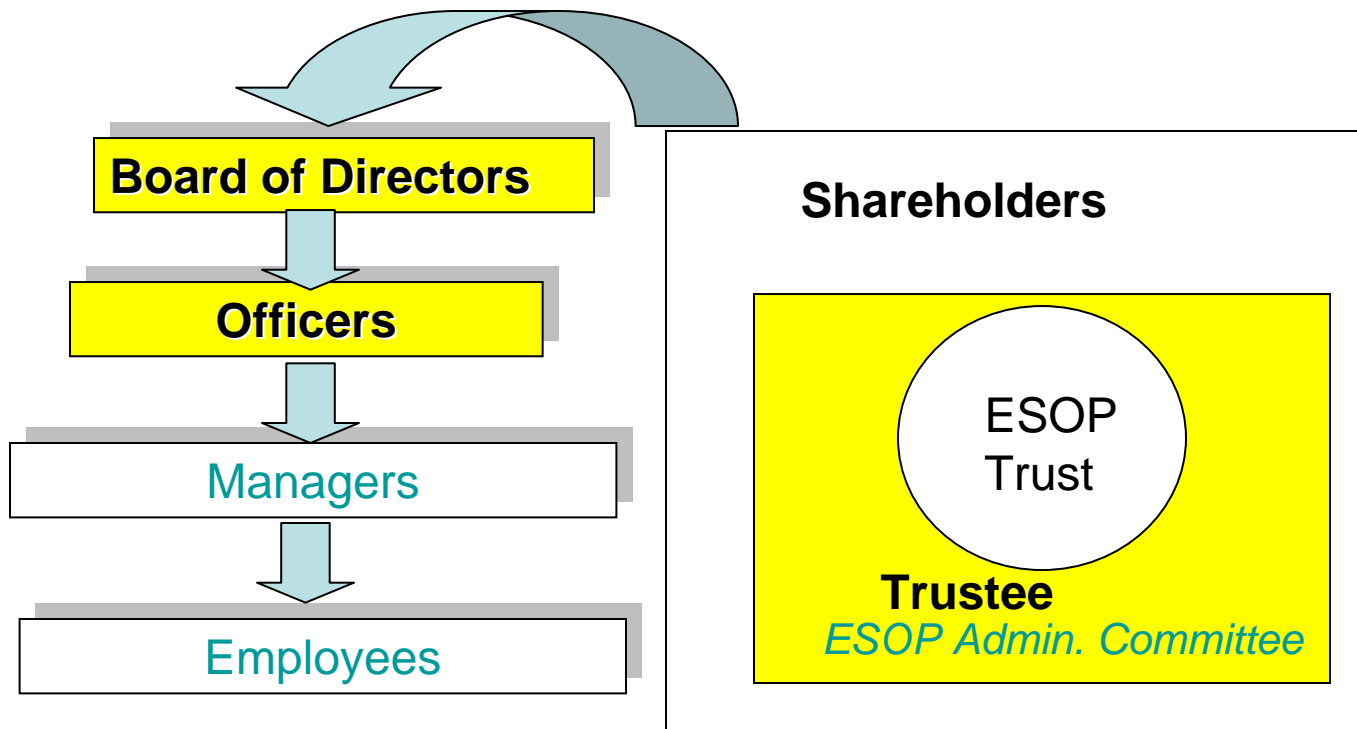 Board of Directors
Officers
Managers
Employees
Shareholders
ESOP
Trust
Trustee
ESOP Admin. Committee